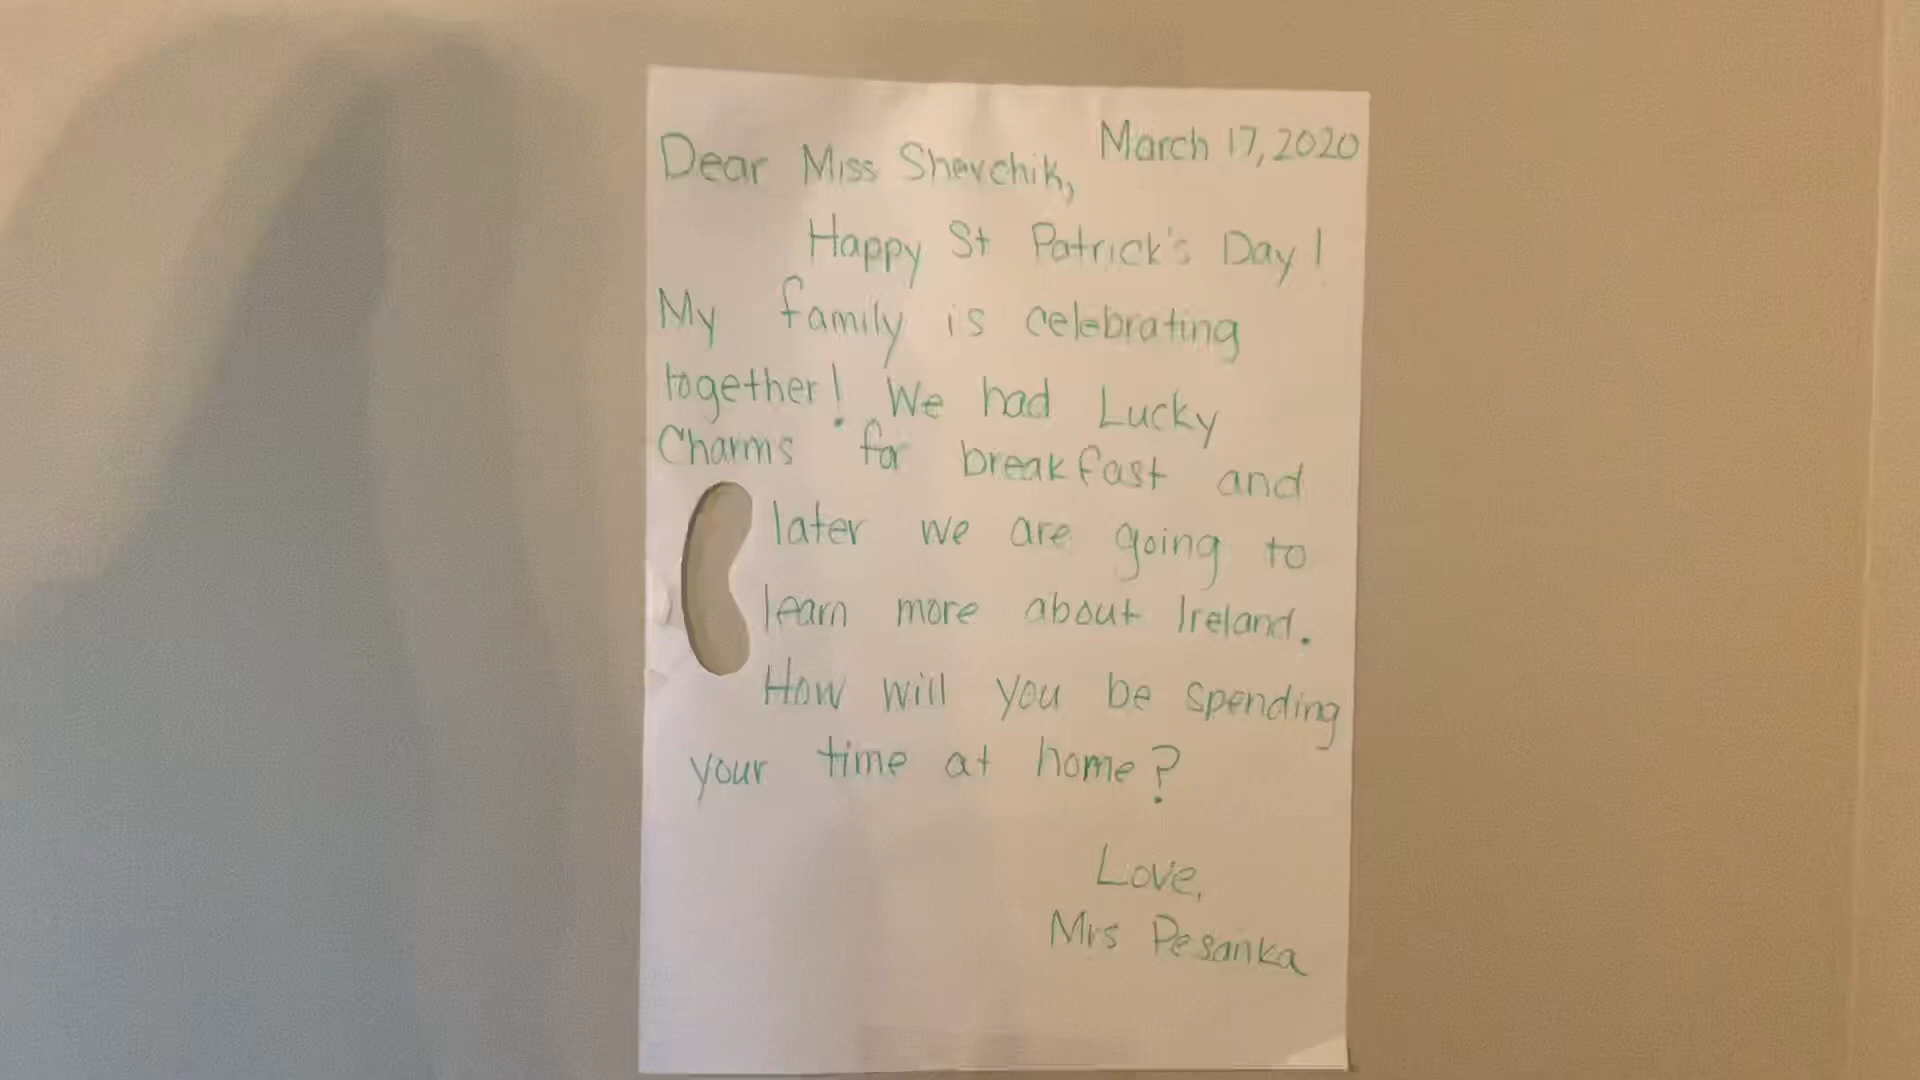 March 17, 2020
Dear Miss Shevchik,
Happy St Patrick's Day!
My family is celebrating
together! We had Lucky
Charms for breakfast and
later we are going to
learn more about Ireland.
How will you be spending
your time at home?
Love,
Mrs Pesanka